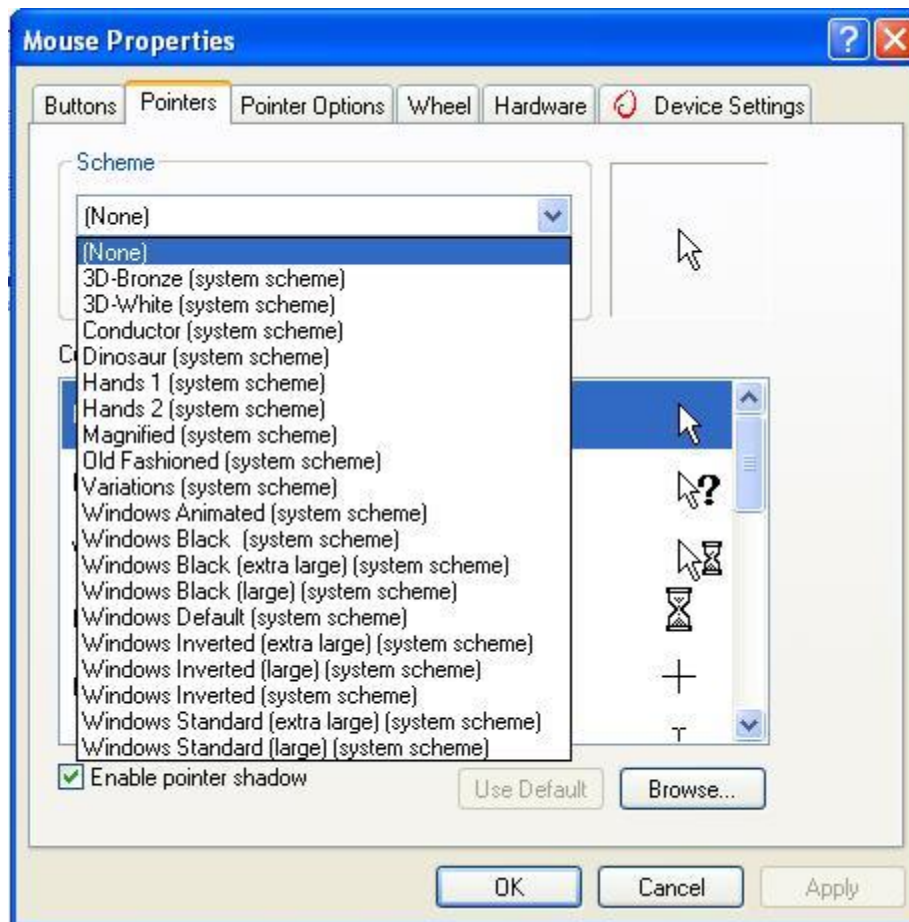 Mouse Properties
Buttons Pointers Pointer Options Wheel Hardware Device Settings
Scheme
(None)
(None)
3D-Bronze (system scheme)
3D-White (system scheme)
Conductor (system scheme)
Dinosaur (system scheme)
Hands 1 (system scheme)
Hands 2 (system scheme)
Magnified (system scheme)
Old Fashioned (system scheme)
Variations (system scheme)
Windows Animated (system scheme)
Windows Black  (system scheme)
Windows Black (extra large) (system scheme)
Windows Black (large) (system scheme)
Windows Default (system scheme)
Windows Inverted (extra large) (system scheme)
Windows Inverted (large) (system scheme)
Windows Inverted (system scheme)
Windows Standard (extra large) (system scheme)
Windows Standard (large) (system scheme)
Enable pointer shadow
Use Default Browse...
OK Cancel Apply